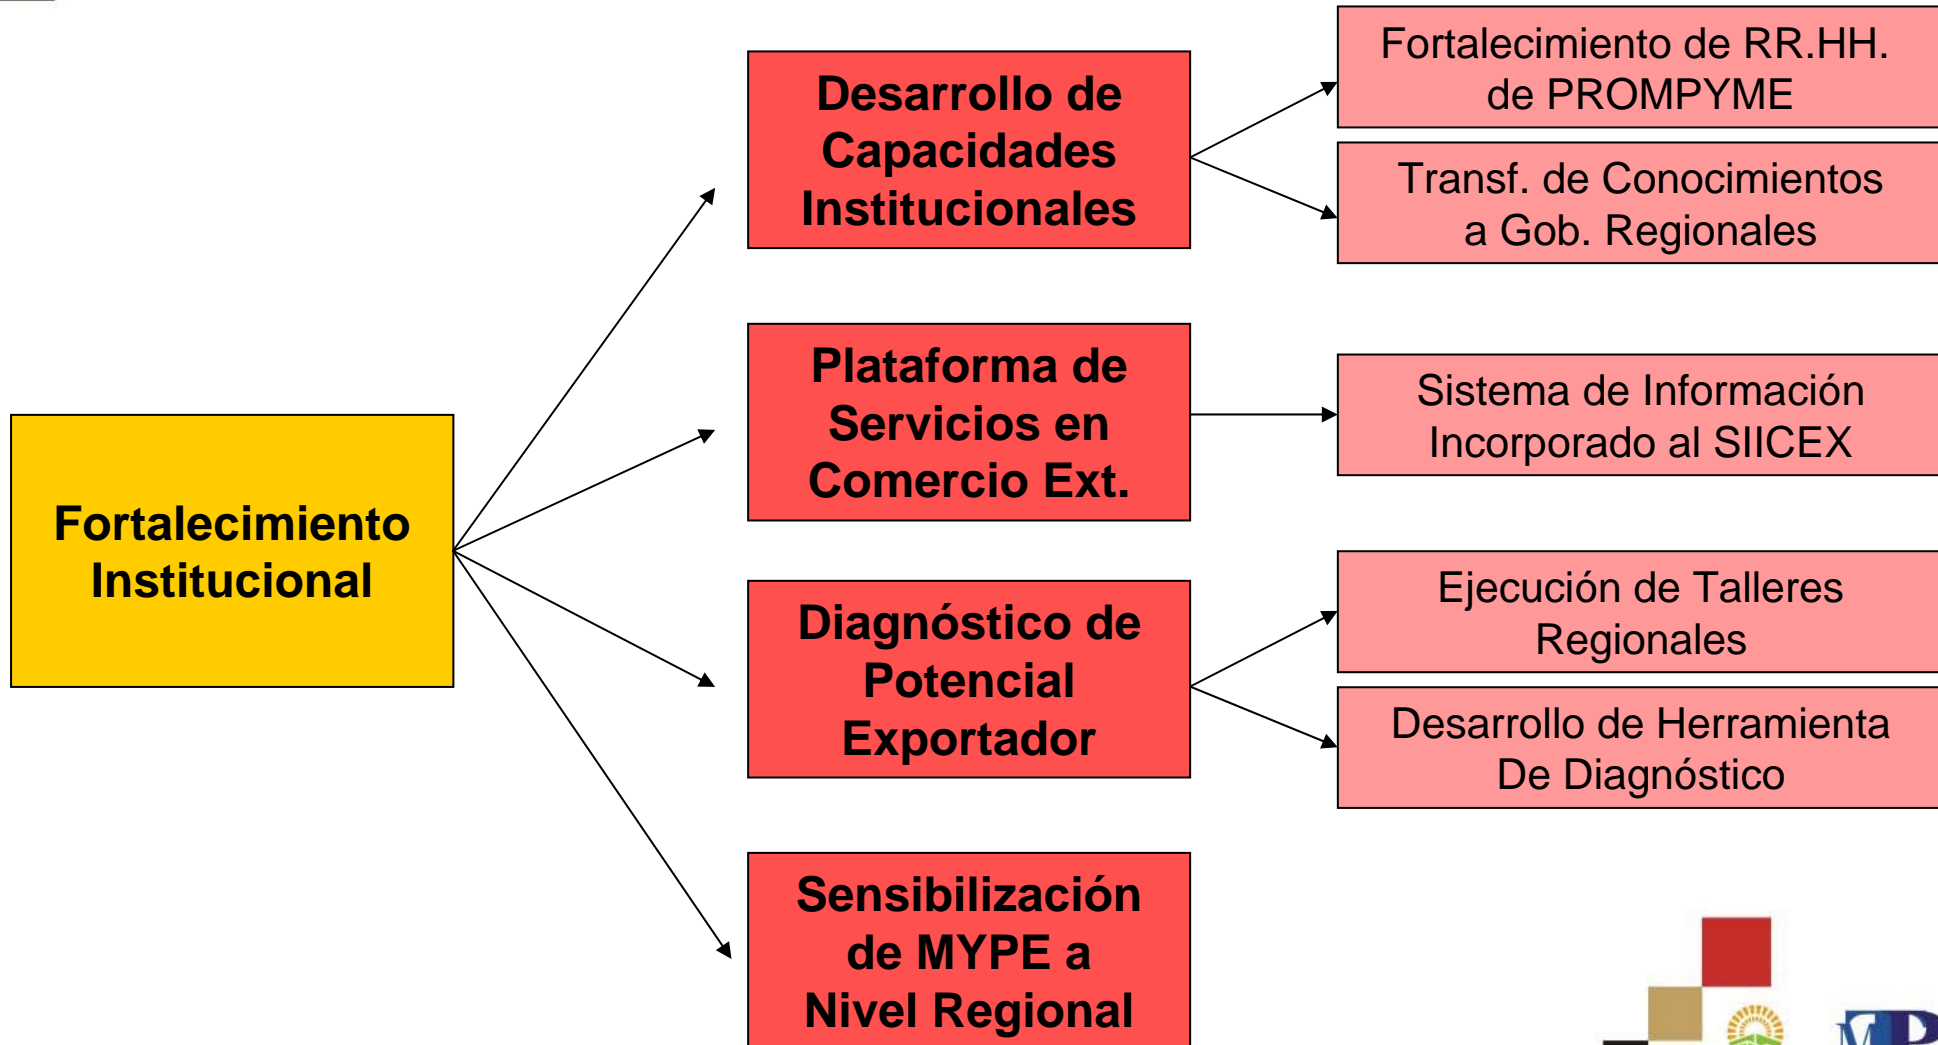 Fortalecimiento
Institucional
Desarrollo de
Capacidades
Institucionales
Fortalecimiento de RR.HH.
de PROMPYME
Transf. de Conocimientos
a Gob. Regionales
Plataforma de
Servicios en
Comercio Ext.
Sistema de Información
Incorporado al SIICEX
Diagnóstico de
Potencial
Exportador
Ejecución de Talleres
Regionales
Desarrollo de Herramienta
De Diagnóstico
Sensibilización
de MYPE a
Nivel Regional